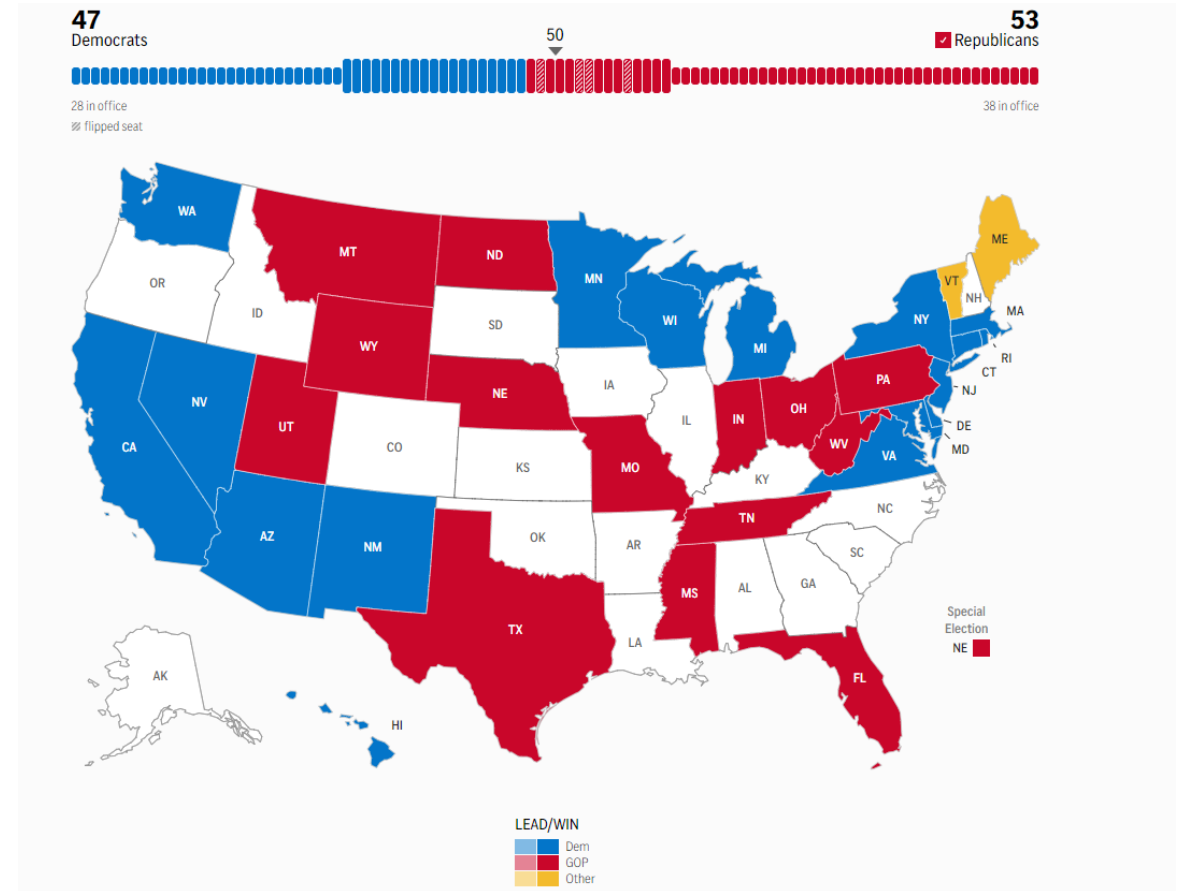 47
Democrats
50
53
✓ Republicans
28 in office
38 in office
flipped seat
WA
MT
ND
MN
ME
VT
NH
OR
ID
SD
WI
NY
MA
WY
MI
RI
CT
PA
NJ
NE
IA
NV
UT
IL
IN
OH
DE
CA
CO
KS
MO
WV
MD
VA
KY
TN
NC
AZ
NM
OK
AR
SC
MS
AL
GA
TX
LA
Special
Election
NE
AK
FL
HI
LEAD/WIN
Dem
GOP
Other